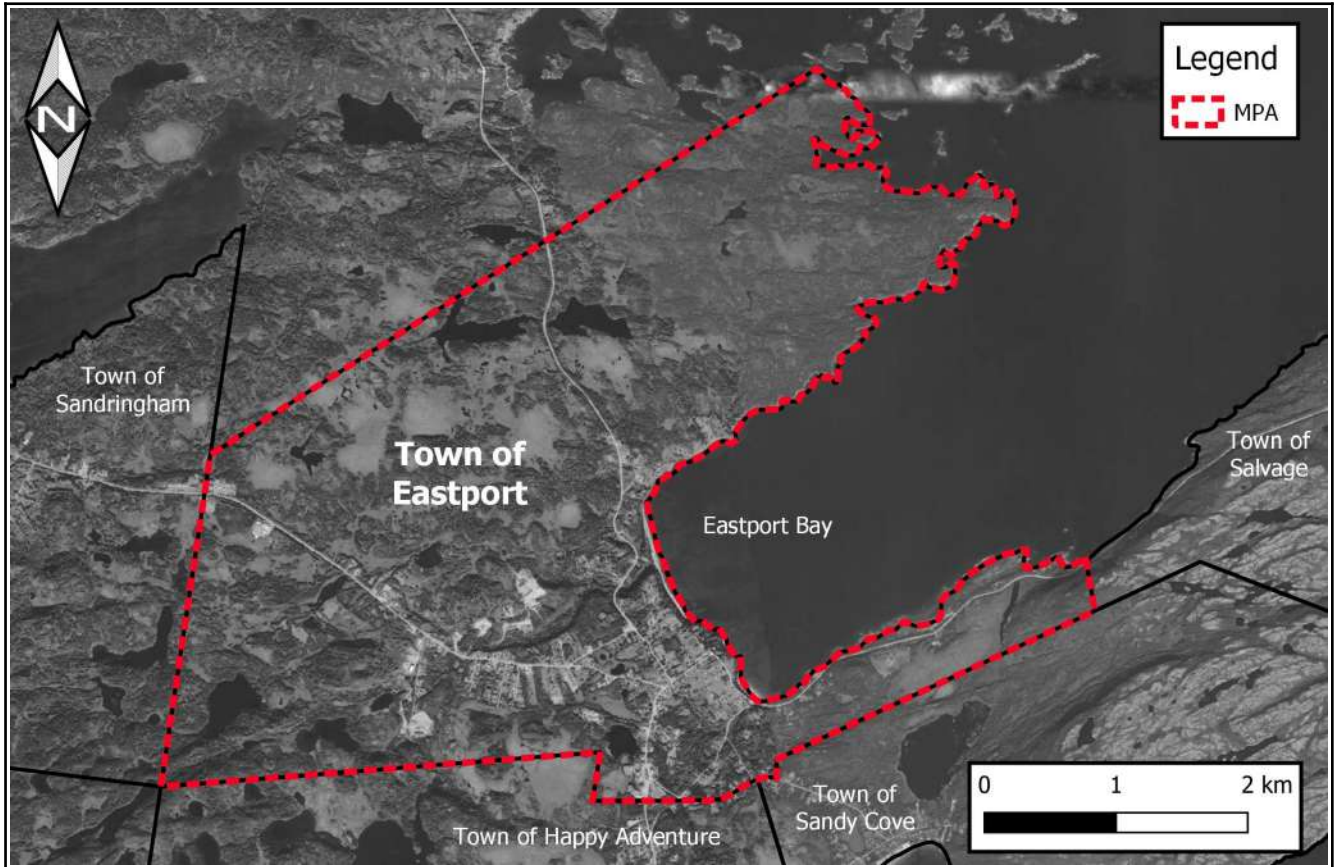 N
Legend
MPA
Town of
Sandringham
Town of
Eastport
Town of
Salvage
Eastport Bay
Town of
Sandy Cove
Town of Happy Adventure
0 1 2 km